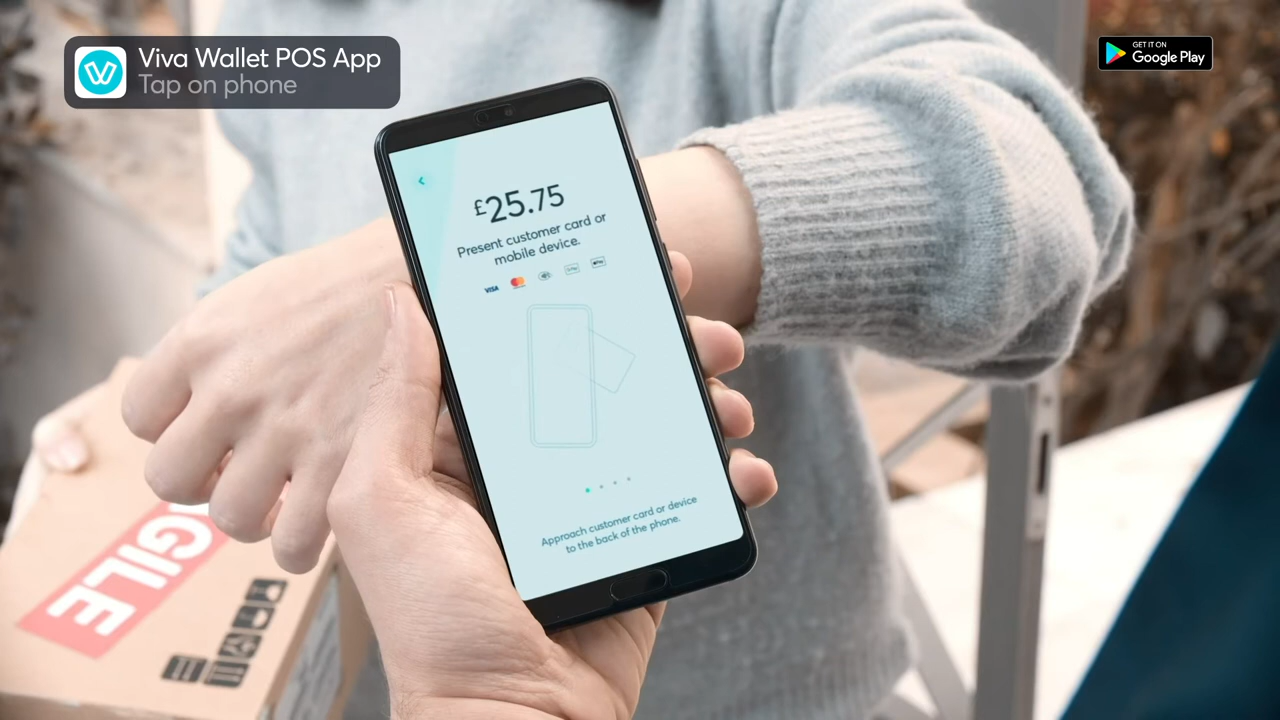 Viva Wallet POS App
Tap on phone
GET IT ON
Google Play
£25.75
Present customer card or
mobile device.
VISA
Pay
Approach customer card or device
to the back of the phone.
GILE